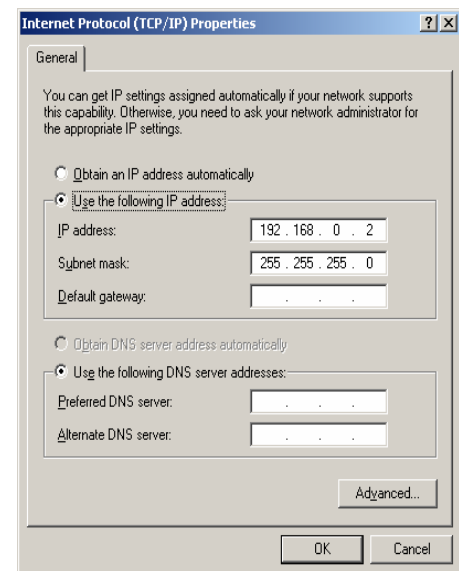 Internet Protocol (TCP/IP) Properties
General
You can get IP settings assigned automatically if your network supports
this capability. Otherwise, you need to ask your network administrator for
the appropriate IP settings.
Obtain an IP address automatically
Use the following IP address:
IP address: 192 . 168 . 0 . 2
Subnet mask: 255 . 255 . 255 . 0
Default gateway: . . .
Obtain DNS server address automatically
Use the following DNS server addresses:
Preferred DNS server: . . .
Alternate DNS server: . . .
Advanced...
OK Cancel